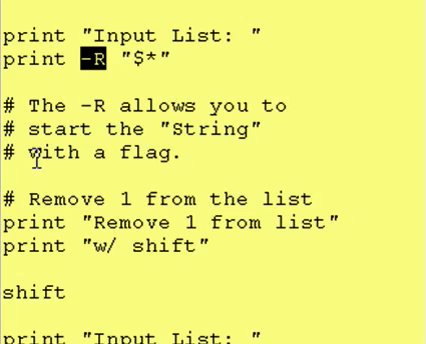 print "Input List: "
print -R "$*"
# The -R allows you to
# start the "String"
# with a flag.
# Remove 1 from the list
print "Remove 1 from list"
print "w/ shift"
shift
print "Input List: "